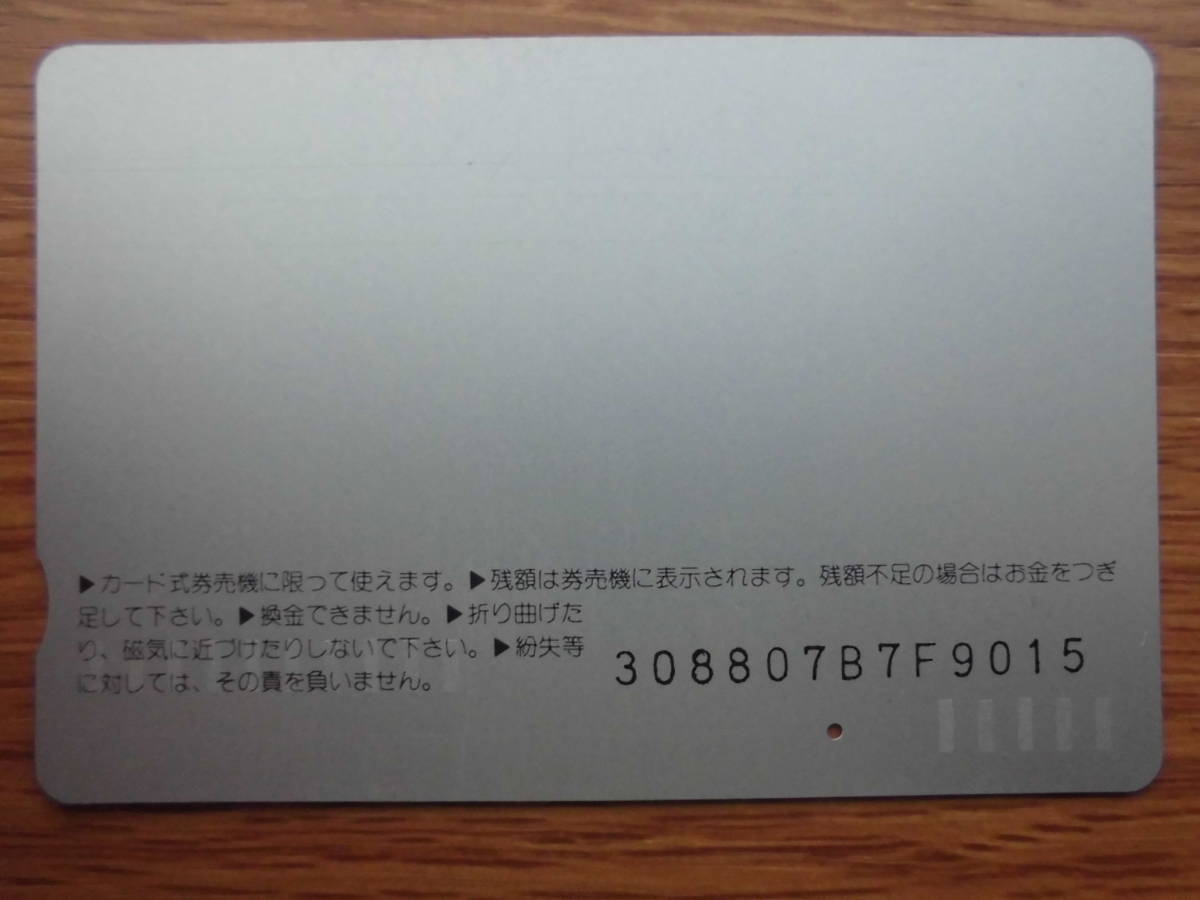 ▶カード式券売機に限って使えます。▶残額は券売機に表示されます。残額不足の場合はお金をつぎ
足して下さい。▶換金できません。▶折り曲げた
り、磁気に近づけたりしないで下さい。▶紛失等
に対しては、その責を負いません。
308807B7F9015